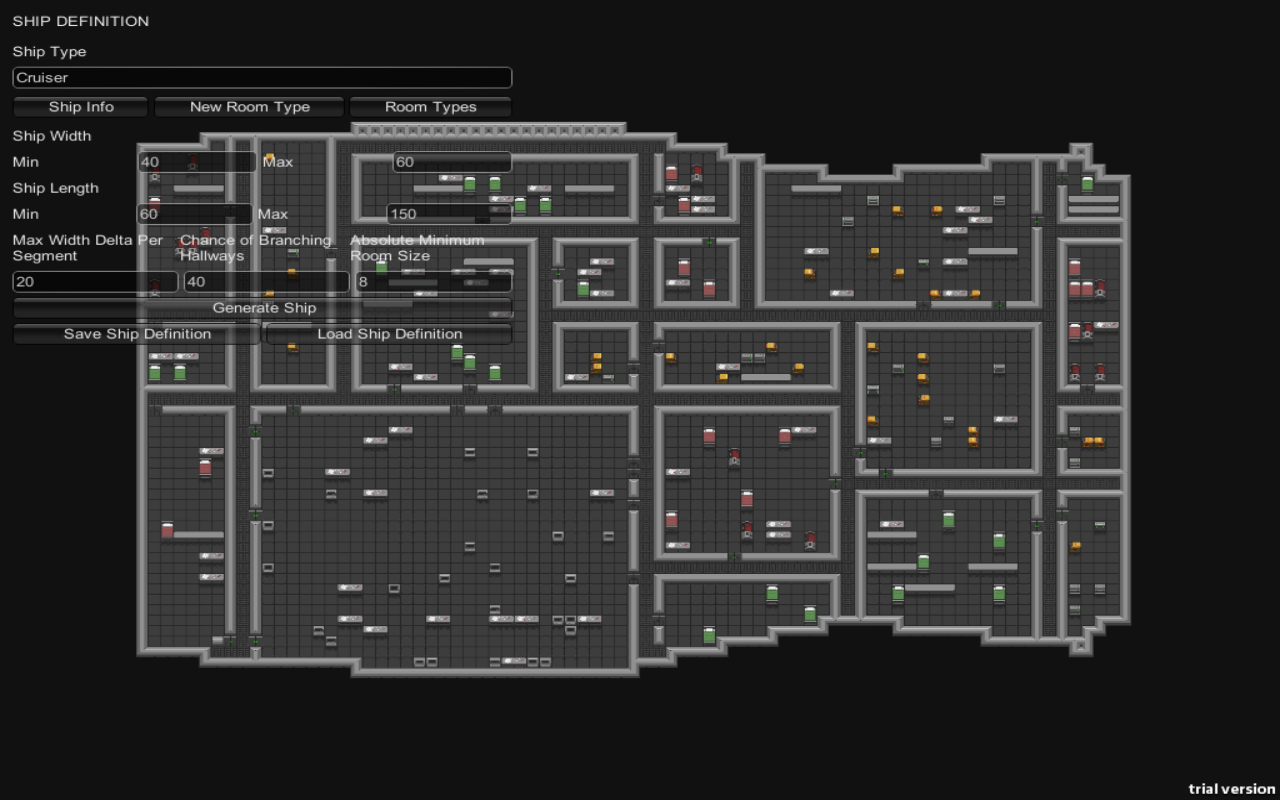 SHIP DEFINITION
Ship Type
Cruiser
Ship Info New Room Type Room Types
Ship Width
Min 40 Max 60
Ship Length
Min 60 Max 150
Max Width Delta Per Segment Chance of Branching Hallways Absolute Minimum Room Size
20 40 8
Generate Ship
Save Ship Definition Load Ship Definition
trial version